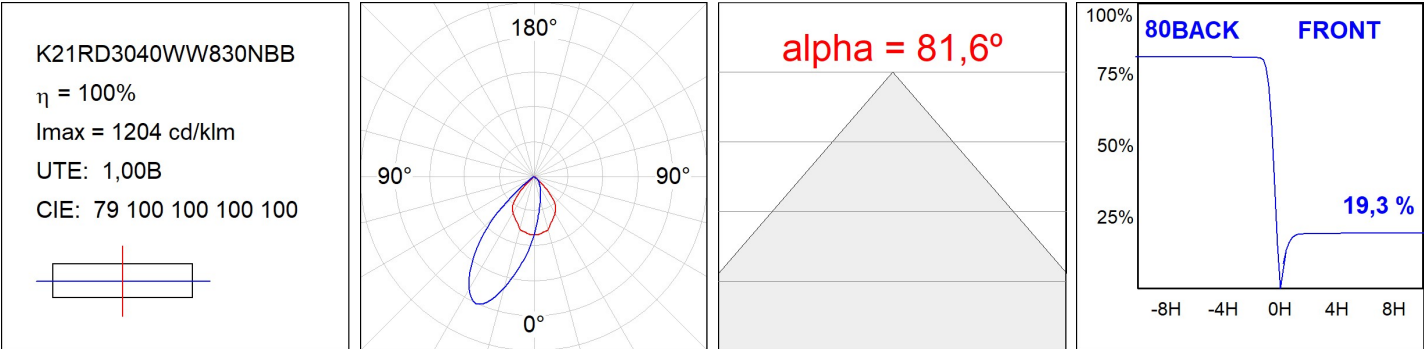 K21RD3040WW830NBB
η = 100%
Imax = 1204 cd/klm
UTE: 1,00B
CIE: 79 100 100 100 100
180°
90°
90°
0°
alpha = 81,6º
100%
80BACK
FRONT
75%
50%
19,3 %
25%
-8H
-4H
0H
4H
8H